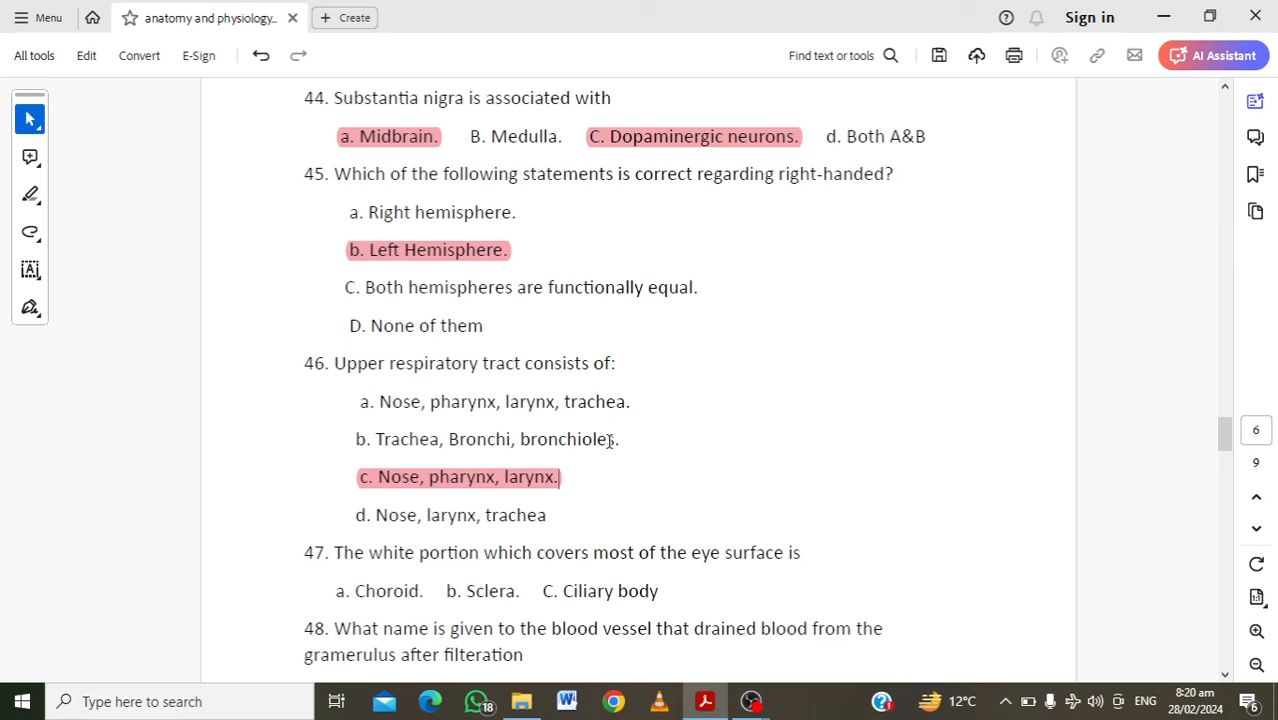 Menu
anatomy and physiology...
Create
Sign in
All tools
Edit
Convert
E-Sign
Find text or tools
AI Assistant
44. Substantia nigra is associated with
a. Midbrain. B. Medulla. C. Dopaminergic neurons. d. Both A&B
45. Which of the following statements is correct regarding right-handed?
a. Right hemisphere.
b. Left Hemisphere.
C. Both hemispheres are functionally equal.
D. None of them
46. Upper respiratory tract consists of:
a. Nose, pharynx, larynx, trachea.
b. Trachea, Bronchi, bronchioles.
c. Nose, pharynx, larynx.
d. Nose, larynx, trachea
47. The white portion which covers most of the eye surface is
a. Choroid. b. Sclera. C. Ciliary body
48. What name is given to the blood vessel that drained blood from the
gramerulus after filteration
6
9
1:1
Type here to search
18
12°C
ENG
8:20 am
28/02/2024
6